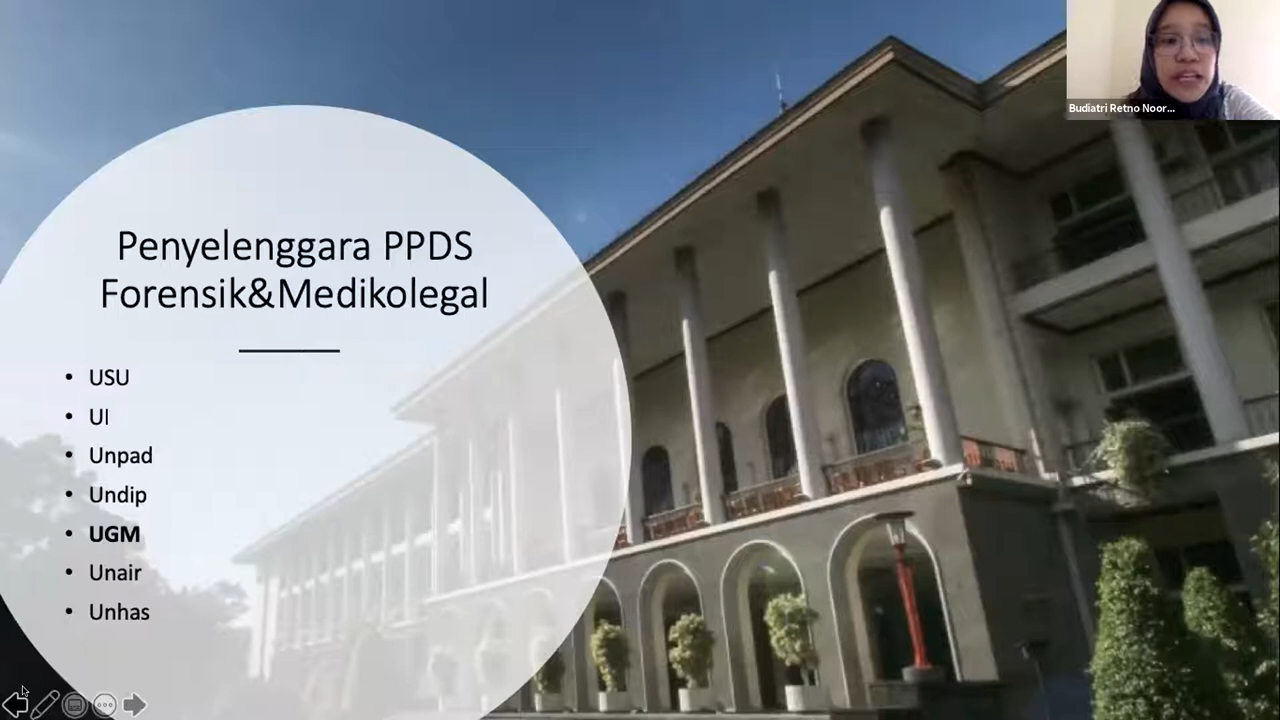 Budiatri Retno Noor...
Penyelenggara PPDS
Forensik&Medikolegal
• USU
• UI
• Unpad
• Undip
• UGM
• Unair
• Unhas